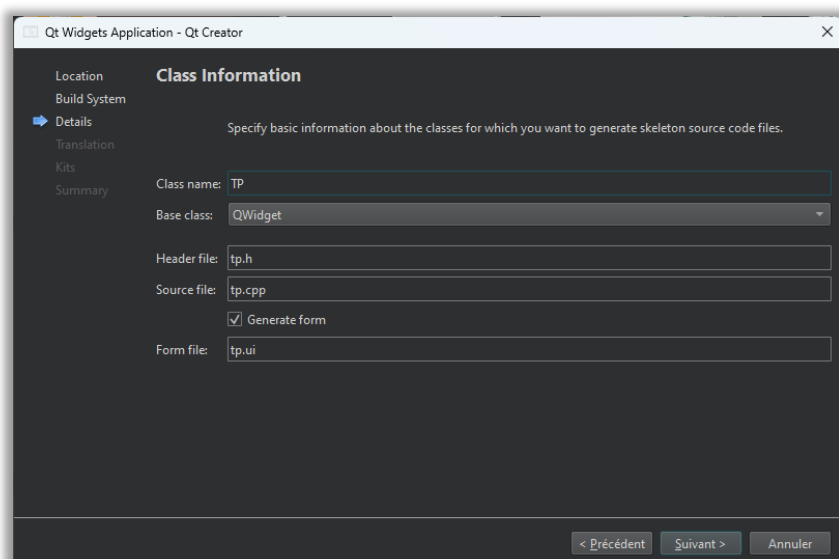 Qt Widgets Application - Qt Creator
Location
Build System
Details
Translation
Kits
Summary
Class Information
Specify basic information about the classes for which you want to generate skeleton source code files.
Class name: TP
Base class: QWidget
Header file: tp.h
Source file: tp.cpp
Generate form
Form file: tp.ui
< Précédent Suivant > Annuler